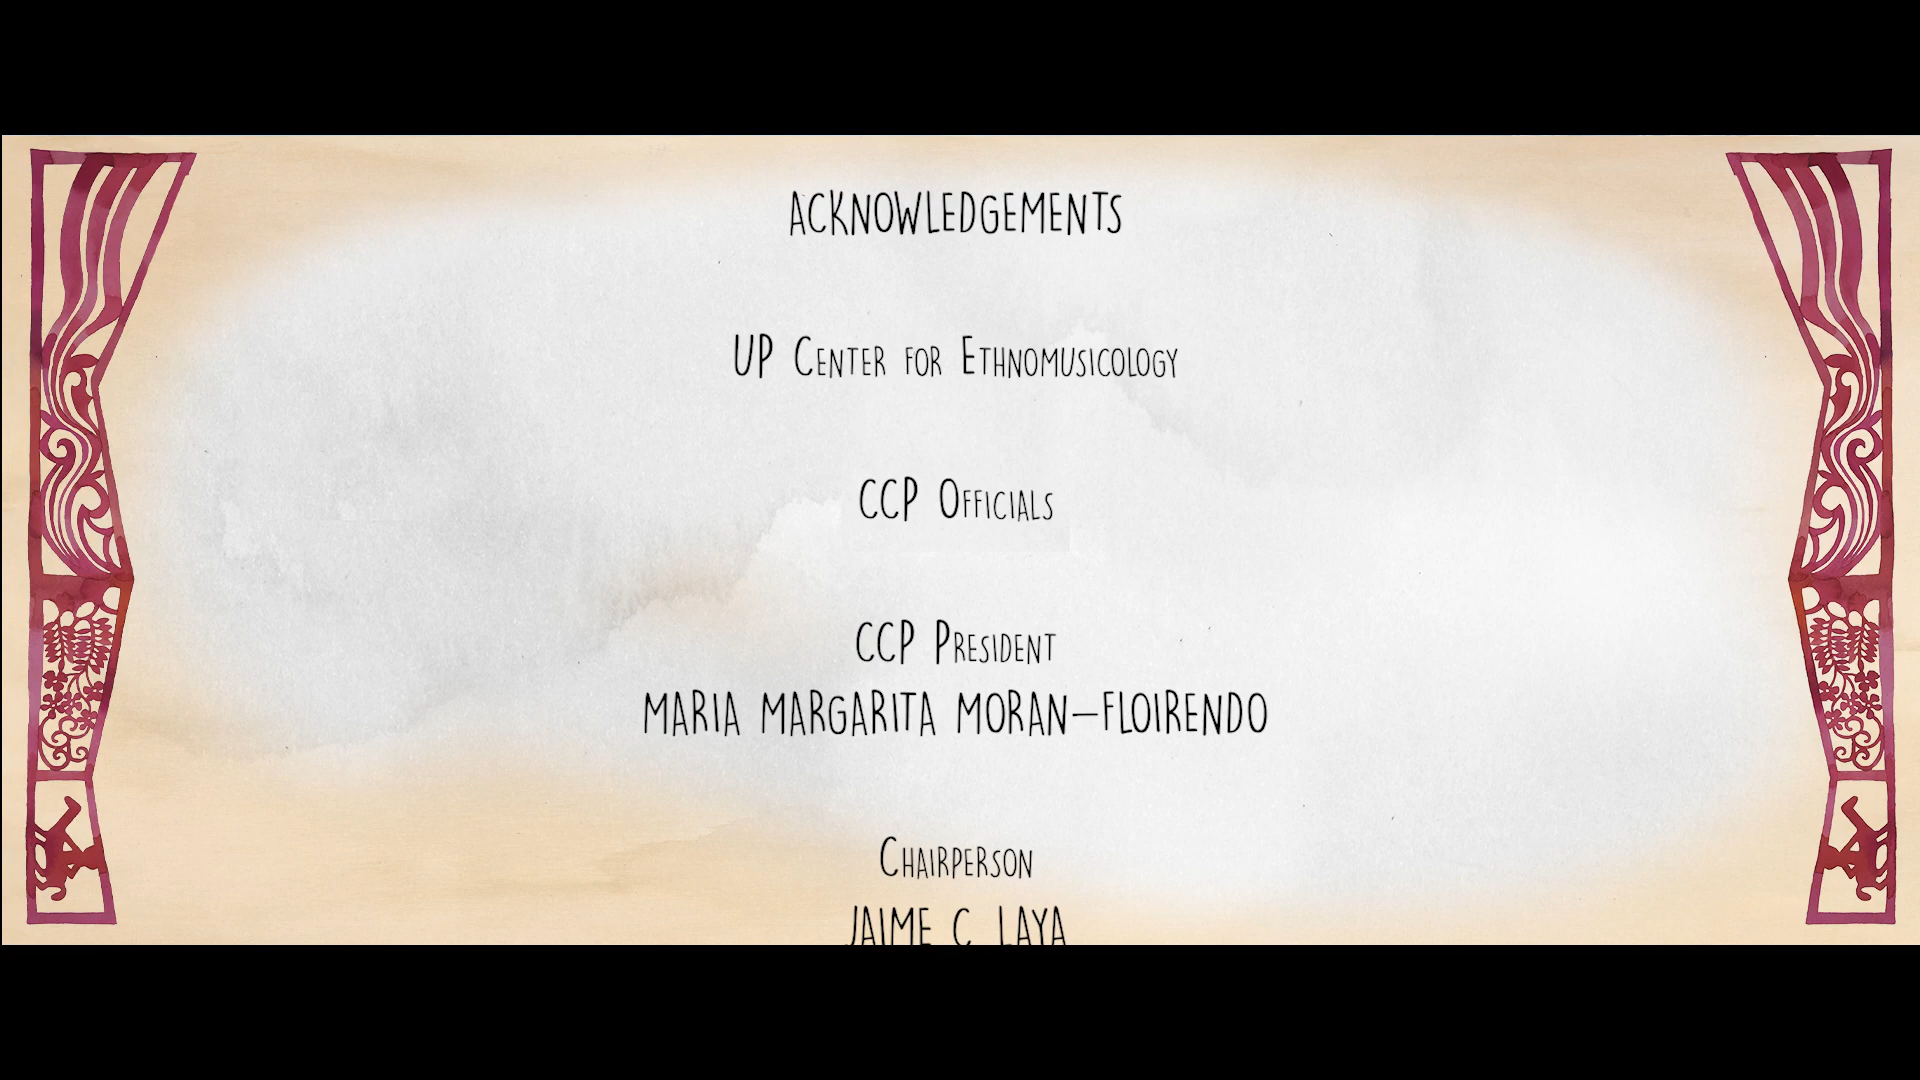 ACKNOWLEDGEMENTS
UP CENTER FOR ETHNOMUSICOLOGY
CCP OFFICIALS
CCP PRESIDENT
MARIA MARGARITA MORAN–FLOIRENDO
CHAIRPERSON
JAIME C LAYA